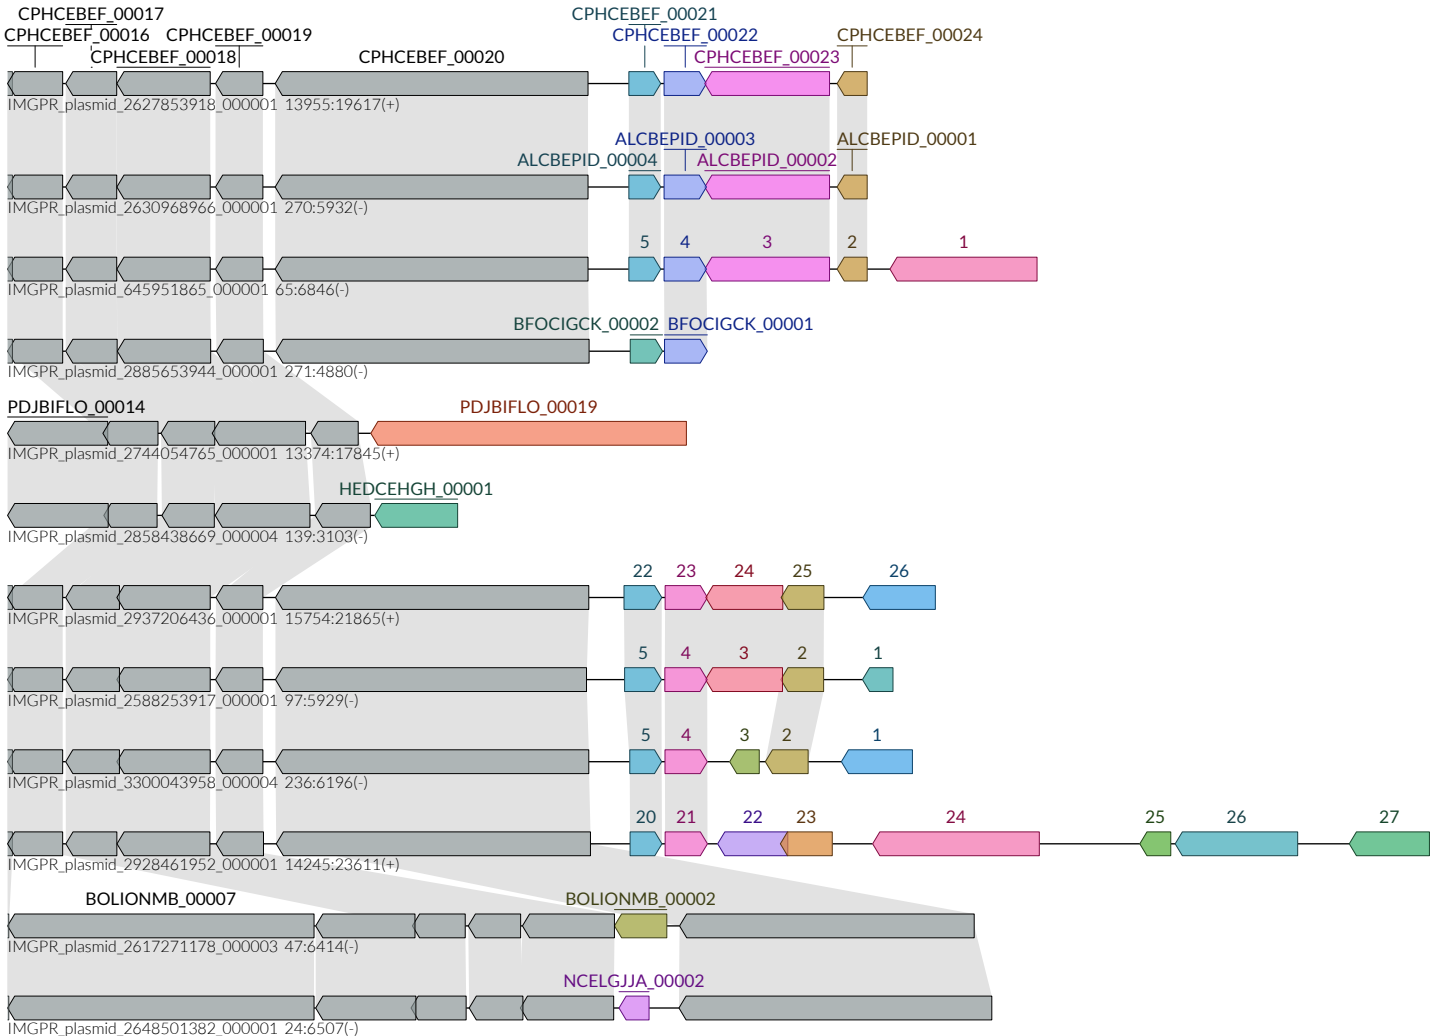 CPHCEBEF_00017 CPHCEBEF_00021
CPHCEBEF_00016 CPHCEBEF_00019 CPHCEBEF_00022 CPHCEBEF_00024
CPHCEBEF_00018 CPHCEBEF_00020 CPHCEBEF_00023
IMGPR_plasmid_2627853918_000001 13955:19617(+)
ALCBEPID_00003 ALCBEPID_00001
ALCBEPID_00004 ALCBEPID_00002
IMGPR_plasmid_2630968966_000001 270:5932(-)
5 4 3 2 1
IMGPR_plasmid_645951865_000001 65:6846(-)
BFOCIGCK_00002 BFOCIGCK_00001
IMGPR_plasmid_2885653944_000001 271:4880(-)
PDJBIFLO_00014 PDJBIFLO_00019
IMGPR_plasmid_2744054765_000001 13374:17845(+)
HEDCEHGH_00001
IMGPR_plasmid_2858438669_000004 139:3103(-)
22 23 24 25 26
IMGPR_plasmid_2937206436_000001 15754:21865(+)
5 4 3 2 1
IMGPR_plasmid_2588253917_000001 97:5929(-)
5 4 3 2 1
IMGPR_plasmid_3300043958_000004 236:6196(-)
20 21 22 23 24 25 26 27
IMGPR_plasmid_2928461952_000001 14245:23611(+)
BOLIONMB_00007 BOLIONMB_00002
IMGPR_plasmid_2617271178_000003 47:6414(-)
NCELGJJA_00002
IMGPR_plasmid_2648501382_000001 24:6507(-)